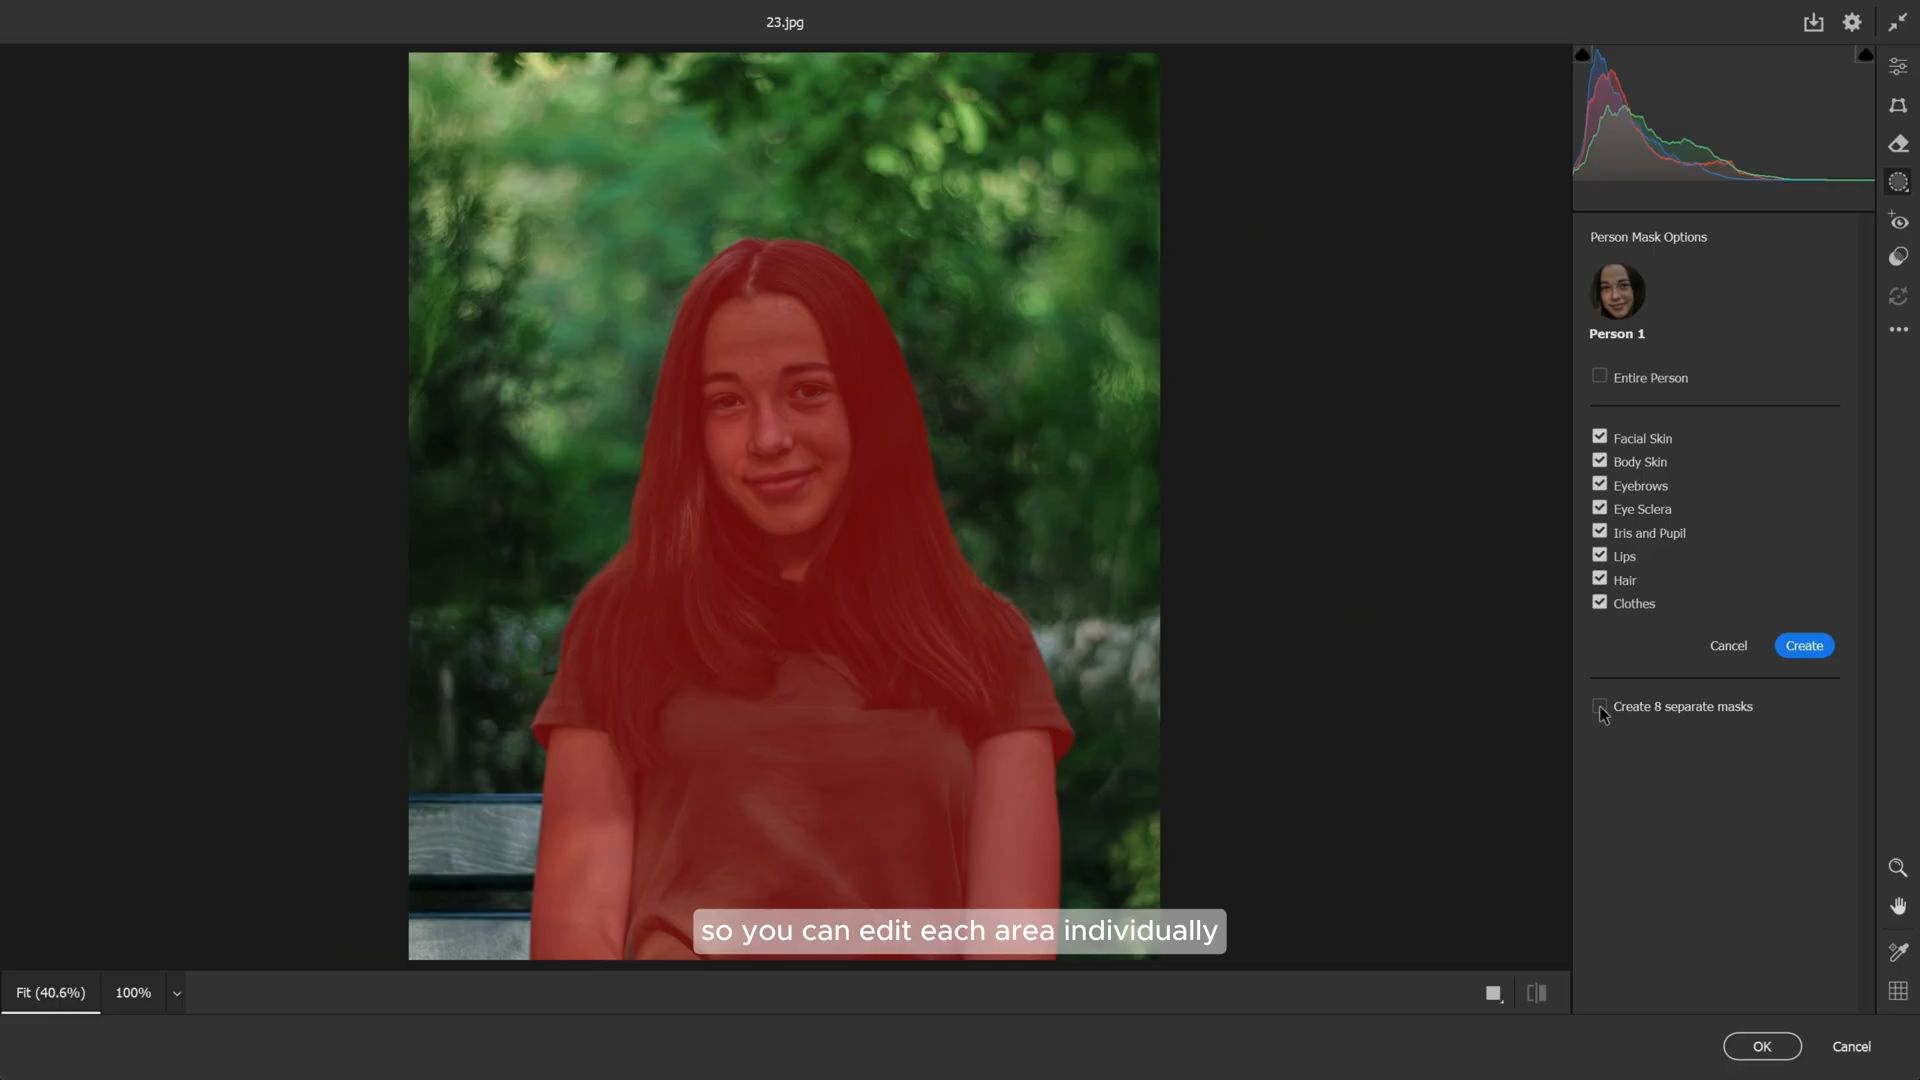 23.jpg
Person Mask Options
Person 1
Entire Person
Facial Skin
Body Skin
Eyebrows
Eye Sclera
Iris and Pupil
Lips
Hair
Clothes
Cancel
Create
Create 8 separate masks
so you can edit each area individually
Fit (40.6%)
100%
OK
Cancel